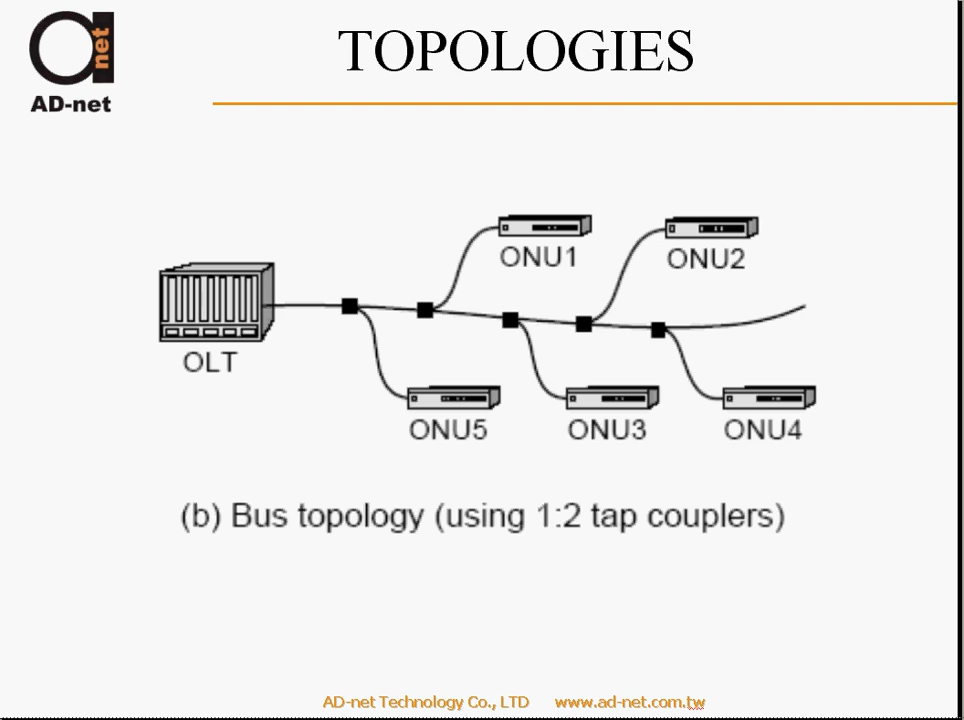 TOPOLOGIES
a net
AD-net
ONU1
ONU2
OLT
ONU5
ONU3
ONU4
(b) Bus topology (using 1:2 tap couplers)
AD-net Technology Co., LTD www.ad-net.com.tw